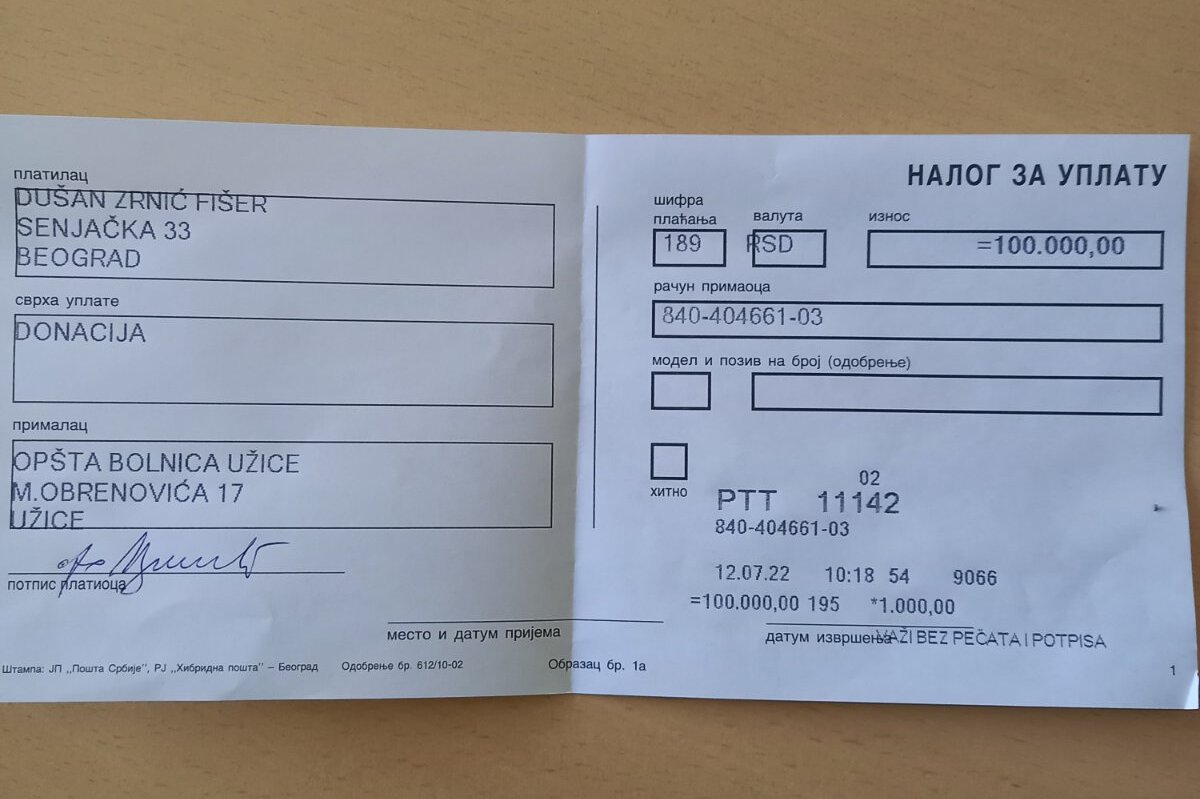 платилац
DUŠAN ZRNIĆ FIŠER
SENJAČKA 33
BEOGRAD
сврха уплате
DONACIJA
прималац
OPŠTA BOLNICA UŽICE
M.OBRENOVIĆA 17
UŽICE
потпис платиоца
место и датум пријема
Штампа: ЈП „Пошта Србије”, РЈ „Хибридна пошта” – Београд
Одобрење бр. 612/10-02
Образац бр. 1а
НАЛОГ ЗА УПЛАТУ
шифра
плаћања
валута
износ
189
RSD
=100.000,00
рачун примаоца
840-404661-03
модел и позив на број (одобрење)
хитно
02
PTT 11142
840-404661-03
12.07.22 10:18 54 9066
=100.000,00 195 *1.000,00
датум извршења
VAŽI BEZ PEČATA I POTPISA
1